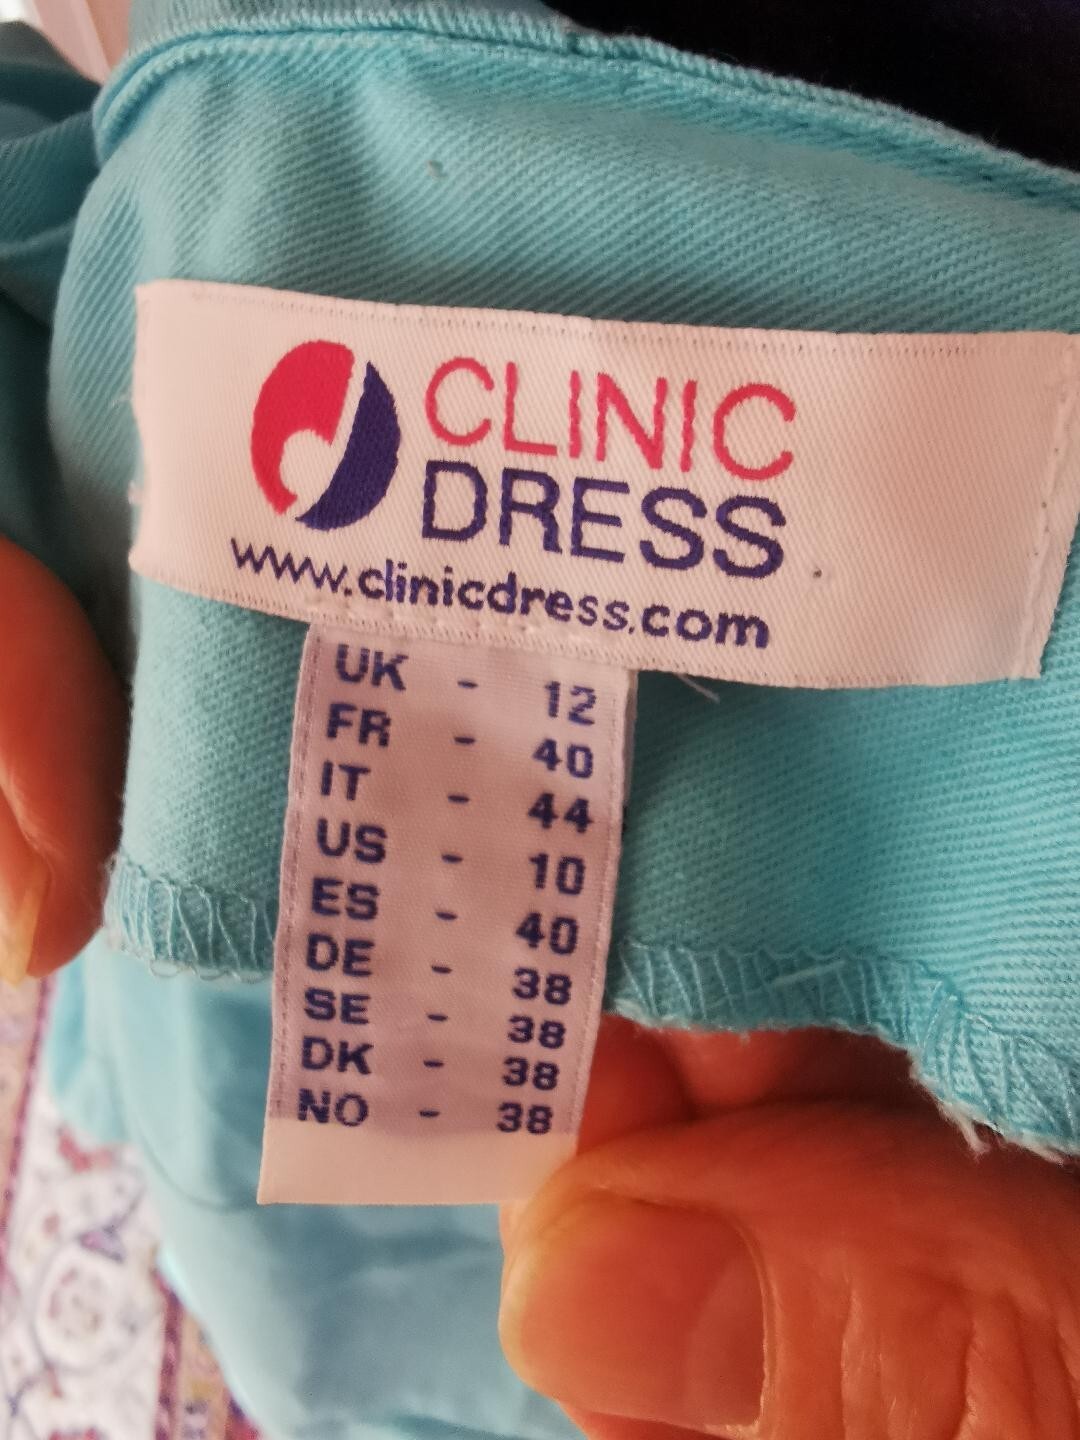 CLINIC
DRESS
www.clinicdress.com
UK - 12
FR - 40
IT - 44
US - 10
ES - 40
DE - 38
SE - 38
DK - 38
NO - 38